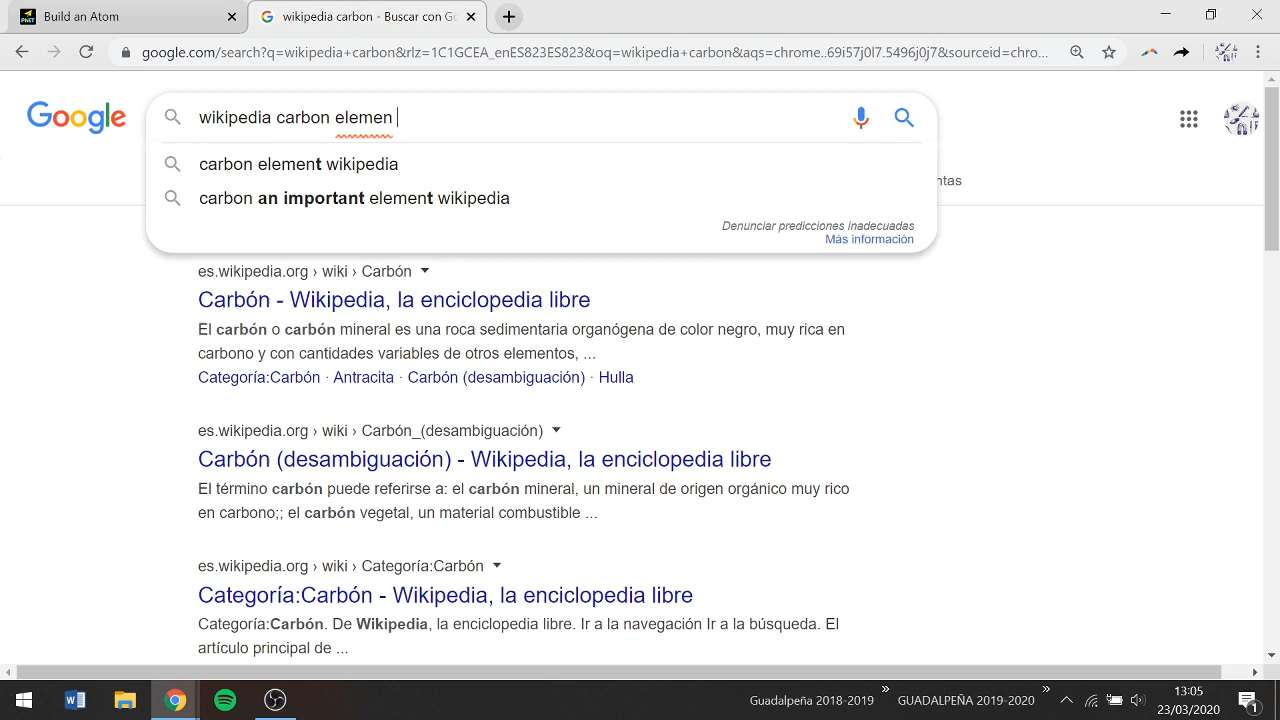 PhET
Build an Atom
wikipedia carbon - Buscar con Go
google.com/search?q=wikipedia+carbon&rlz=1C1GCEA_enES823ES823&oq=wikipedia+carbon&aqs=chrome..69i57j0l7.5496j0j7&sourceid=chro...
Google
wikipedia carbon elemen
carbon element wikipedia
carbon an important element wikipedia
Denunciar predicciones inadecuadas
Más información
ntas
es.wikipedia.org › wiki › Carbón
Carbón - Wikipedia, la enciclopedia libre
El carbón o carbón mineral es una roca sedimentaria organógena de color negro, muy rica en
carbono y con cantidades variables de otros elementos, ...
Categoría:Carbón · Antracita · Carbón (desambiguación) · Hulla
es.wikipedia.org › wiki › Carbón_(desambiguación)
Carbón (desambiguación) - Wikipedia, la enciclopedia libre
El término carbón puede referirse a: el carbón mineral, un mineral de origen orgánico muy rico
en carbono;; el carbón vegetal, un material combustible ...
es.wikipedia.org › wiki › Categoría:Carbón
Categoría:Carbón - Wikipedia, la enciclopedia libre
Categoría:Carbón. De Wikipedia, la enciclopedia libre. Ir a la navegación Ir a la búsqueda. El
artículo principal de ...
Guadalpeña 2018-2019 » GUADALPEÑA 2019-2020 »
13:05
23/03/2020
1